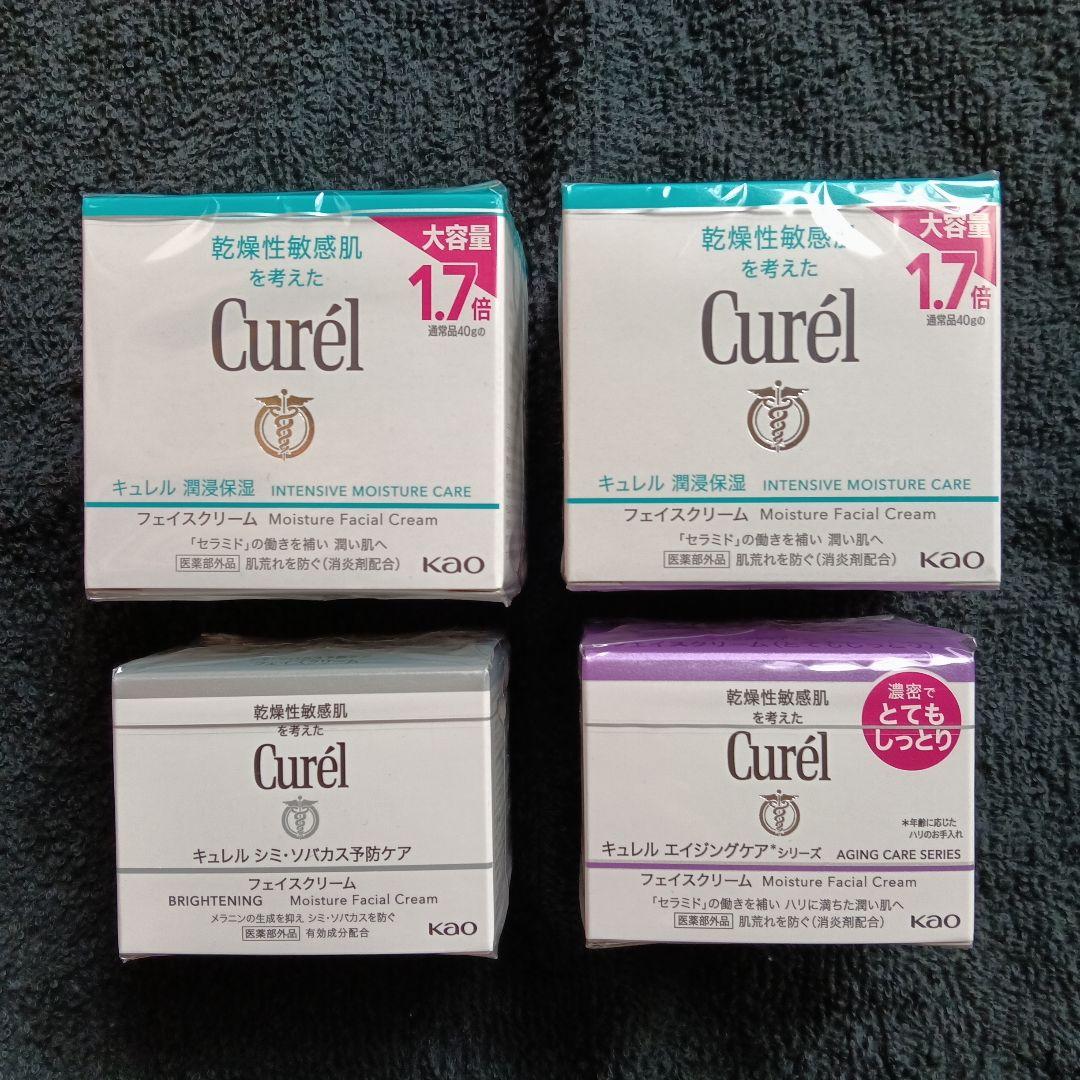 乾燥性敏感肌
を考えた
Curél
大容量
1.7倍
通常品40gの
キュレル 潤浸保湿 INTENSIVE MOISTURE CARE
フェイスクリーム Moisture Facial Cream
「セラミド」の働きを補い 潤い肌へ
医薬部外品 肌荒れを防ぐ(消炎剤配合)
Kao
乾燥性敏感肌
を考えた
Curél
大容量
1.7倍
通常品40gの
キュレル 潤浸保湿 INTENSIVE MOISTURE CARE
フェイスクリーム Moisture Facial Cream
「セラミド」の働きを補い 潤い肌へ
医薬部外品 肌荒れを防ぐ(消炎剤配合)
Kao
乾燥性敏感肌
を考えた
Curél
キュレル シミ・ソバカス予防ケア
フェイスクリーム
BRIGHTENING Moisture Facial Cream
メラニンの生成を抑え シミ・ソバカスを防ぐ
医薬部外品 有効成分配合
Kao
乾燥性敏感肌
を考えた
Curél
濃密で
とても
しっとり
*年齢に応じた
ハリのお手入れ
キュレル エイジングケア*シリーズ AGING CARE SERIES
フェイスクリーム Moisture Facial Cream
「セラミド」の働きを補い ハリに満ちた潤い肌へ
医薬部外品 肌荒れを防ぐ(消炎剤配合)
Kao